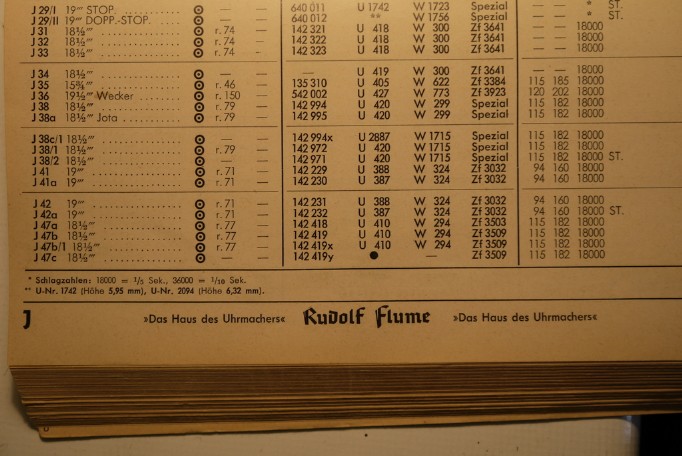 J 29/I 19''' STOP. — — 640 011 U 1742 W 1723 Spezial — — * ST.
J 29/II 19''' DOPP.-STOP. — — 640 012 ** W 1756 Spezial — — * ST.
J 31 18½''' ⊙ r. 74 — 142 321 U 418 W 300 Zf 3641 — — 18000
J 32 18½''' ⊙ r. 74 — 142 322 U 418 W 300 Zf 3641 — — 18000
J 33 18½''' ⊙ r. 74 — 142 323 U 418 W 300 Zf 3641 — — 18000
J 34 18½''' ⊙ — — — U 419 W 300 Zf 3641 — — 18000
J 35 15¾''' ⊙ r. 46 — 135 310 U 405 W 622 Zf 3384 115 185 18000
J 36 19½''' Wecker ⊙ r. 150 — 542 002 U 427 W 773 Zf 3923 120 202 18000
J 38 18½''' ⊙ r. 79 — 142 994 U 420 W 299 Spezial 115 182 18000
J 38a 18½''' Jota ⊙ r. 79 — 142 995 U 420 W 299 Spezial 115 182 18000
J 38c/1 18½''' ⊙ — — 142 994x U 2887 W 1715 Spezial 115 182 18000
J 38/1 18½''' ⊙ r. 79 — 142 972 U 420 W 1715 Spezial 115 182 18000
J 38/2 18½''' ⊙ — — 142 971 U 420 W 1715 Spezial 115 182 18000 ST.
J 41 19''' ⊙ r. 71 — 142 229 U 388 W 324 Zf 3032 94 160 18000
J 41a 19''' ⊙ r. 71 — 142 230 U 387 W 324 Zf 3032 94 160 18000
J 42 19''' ⊙ r. 71 — 142 231 U 388 W 324 Zf 3032 94 160 18000
J 42a 19''' ⊙ r. 71 — 142 232 U 387 W 324 Zf 3032 94 160 18000 ST.
J 47a 18½''' ⊙ r. 77 — 142 418 U 410 W 294 Zf 3503 115 182 18000
J 47b 18½''' ⊙ r. 77 — 142 419 U 410 W 294 Zf 3509 115 182 18000
J 47b/1 18½''' ⊙ r. 77 — 142 419x U 410 W 294 Zf 3509 115 182 18000
J 47c 18½''' ⊙ — — 142 419y ● — Zf 3509 115 182 18000
* Schlagzahlen: 18000 = 1/5 Sek., 36000 = 1/10 Sek.
** U-Nr. 1742 (Höhe 5,95 mm), U-Nr. 2094 (Höhe 6,32 mm).
J »Das Haus des Uhrmachers« Rudolf Flume »Das Haus des Uhrmachers«